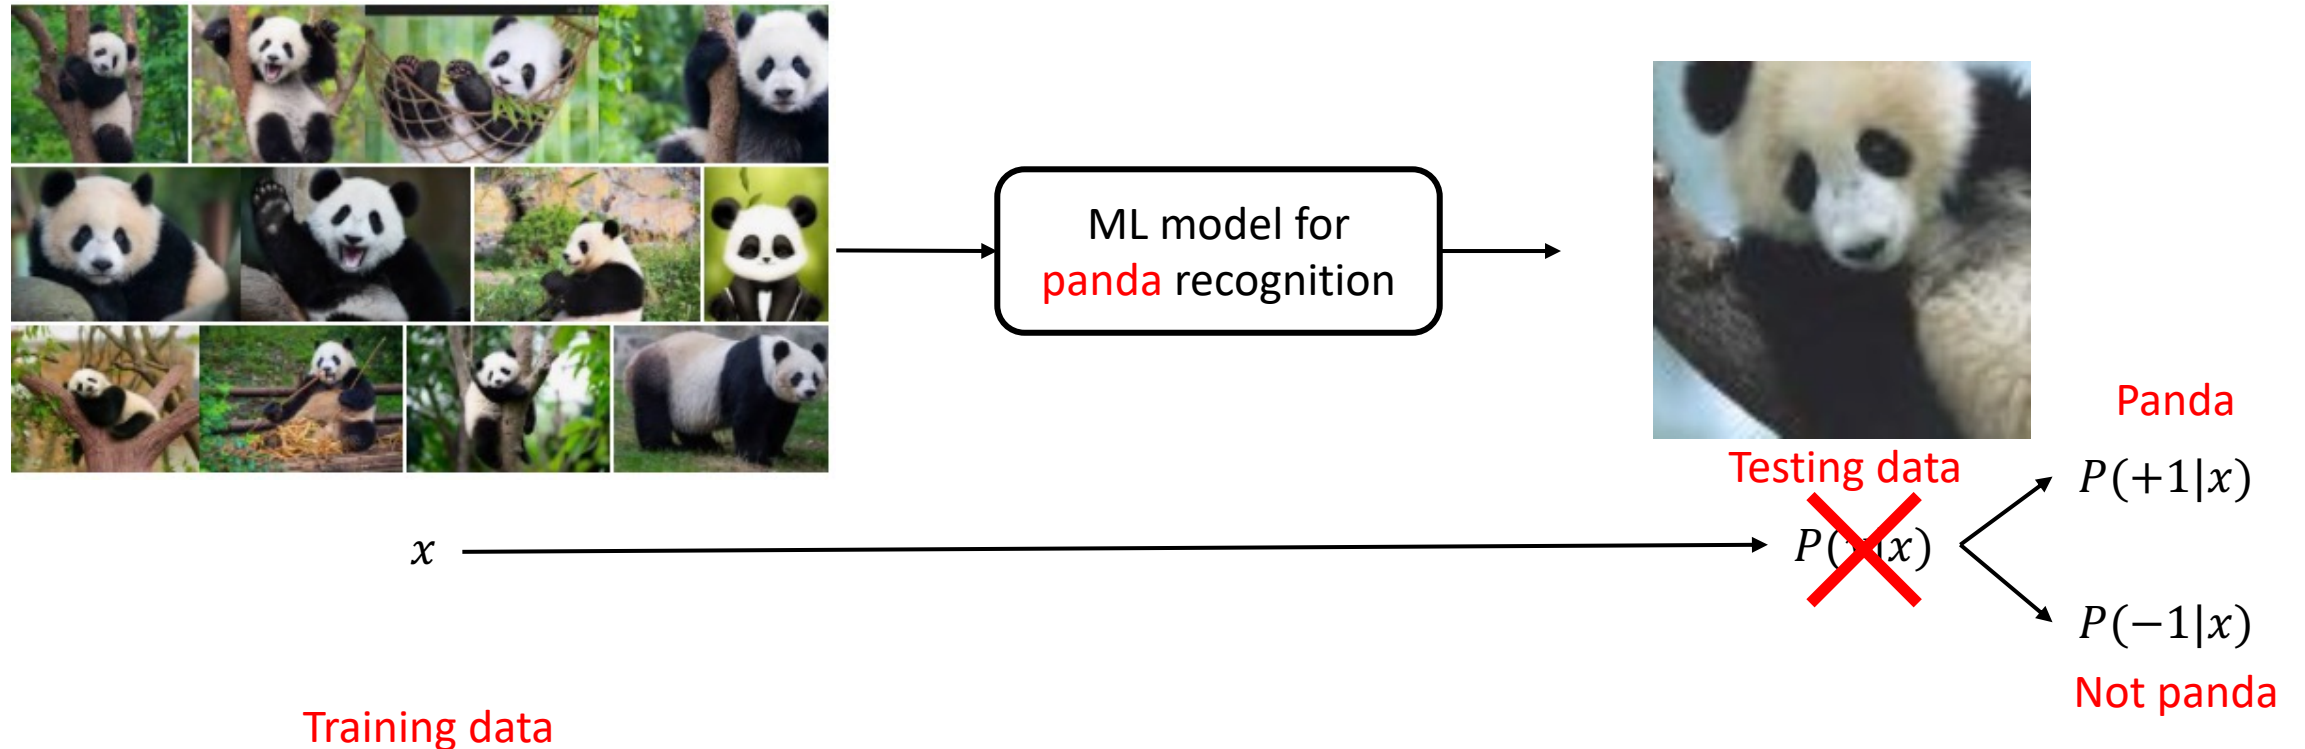 ML model for
panda recognition
Testing data
Panda
P(+1|x)
x
P( |x)
P(−1|x)
Not panda
Training data